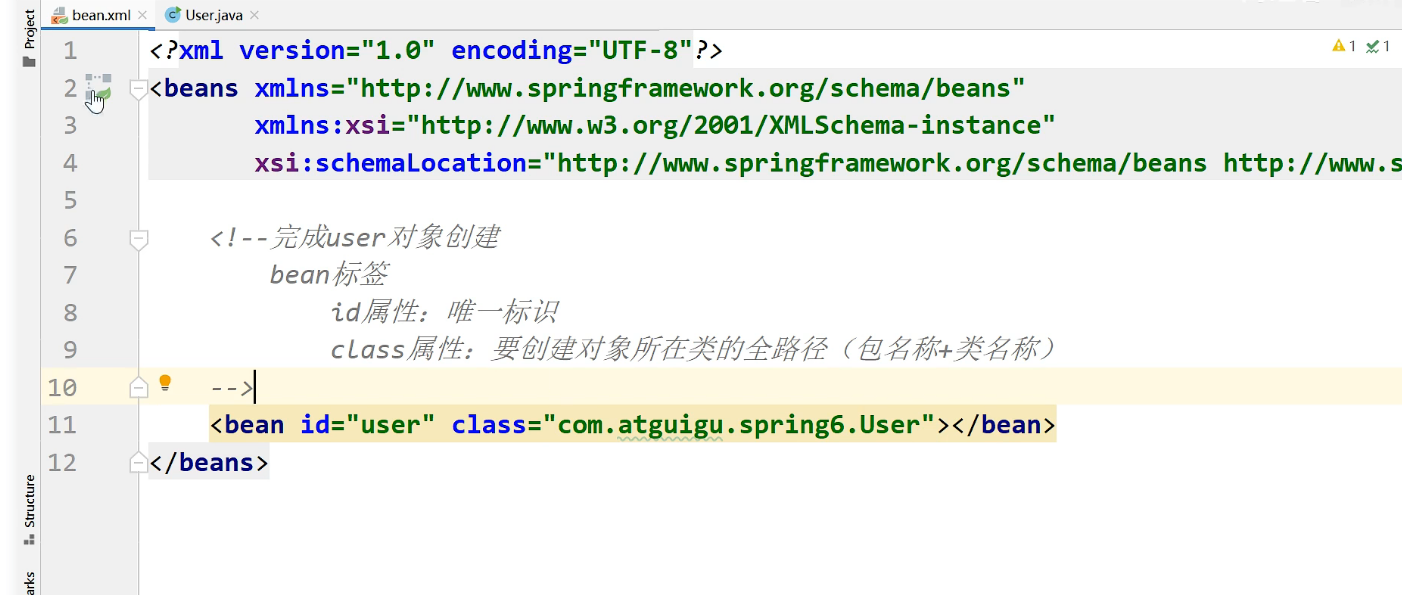 Project
bean.xml
User.java
1
1
1 <?xml version="1.0" encoding="UTF-8"?>
2 <beans xmlns="http://www.springframework.org/schema/beans"
3 xmlns:xsi="http://www.w3.org/2001/XMLSchema-instance"
4 xsi:schemaLocation="http://www.springframework.org/schema/beans http://www.s
5
6 <!--完成user对象创建
7 bean标签
8 id属性：唯一标识
9 class属性：要创建对象所在类的全路径（包名称+类名称）
10 -->
11 <bean id="user" class="com.atguigu.spring6.User"></bean>
12 </beans>
Structure
arks